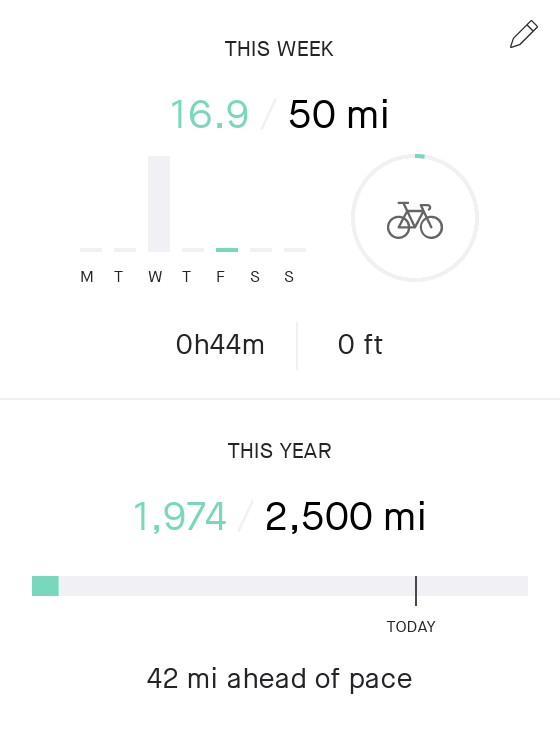 THIS WEEK
16.9 / 50 mi
M T W T F S S
0h44m 0 ft
THIS YEAR
1,974 / 2,500 mi
TODAY
42 mi ahead of pace